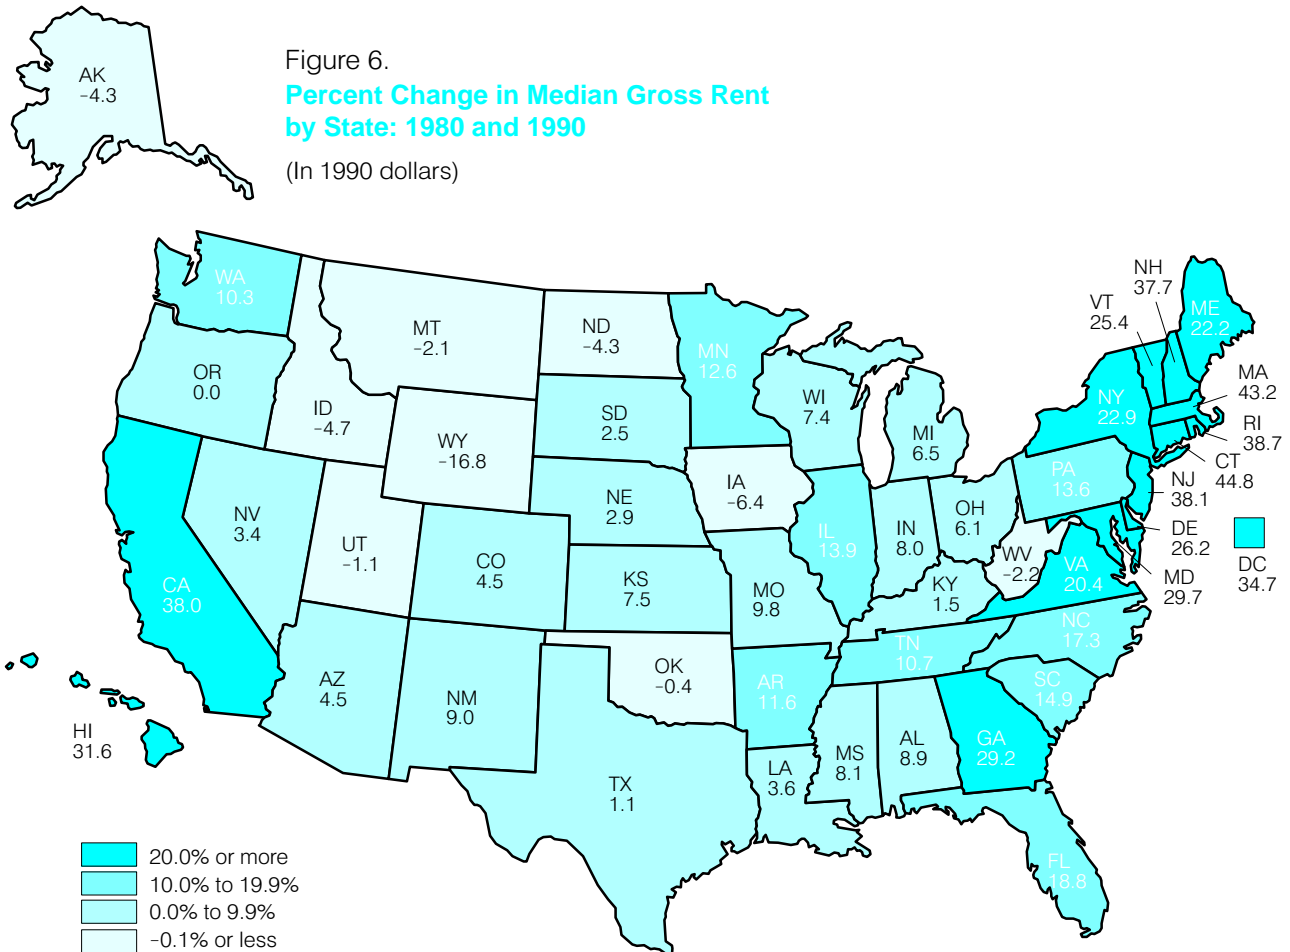 AK
-4.3
Figure 6.
Percent Change in Median Gross Rent
by State: 1980 and 1990
(In 1990 dollars)
WA
10.3
OR
0.0
ID
-4.7
MT
-2.1
WY
-16.8
ND
-4.3
SD
2.5
NE
2.9
MN
12.6
WI
7.4
MI
6.5
IA
-6.4
IL
13.9
IN
8.0
OH
6.1
CA
38.0
NV
3.4
UT
-1.1
CO
4.5
KS
7.5
MO
9.8
KY
1.5
WV
-2.2
VA
20.4
NC
17.3
SC
14.9
TN
10.7
AZ
4.5
NM
9.0
OK
-0.4
AR
11.6
TX
1.1
LA
3.6
MS
8.1
AL
8.9
GA
29.2
FL
18.8
PA
13.6
NY
22.9
VT
25.4
NH
37.7
ME
22.2
MA
43.2
RI
38.7
CT
44.8
NJ
38.1
DE
26.2
MD
29.7
DC
34.7
HI
31.6
20.0% or more
10.0% to 19.9%
0.0% to 9.9%
-0.1% or less